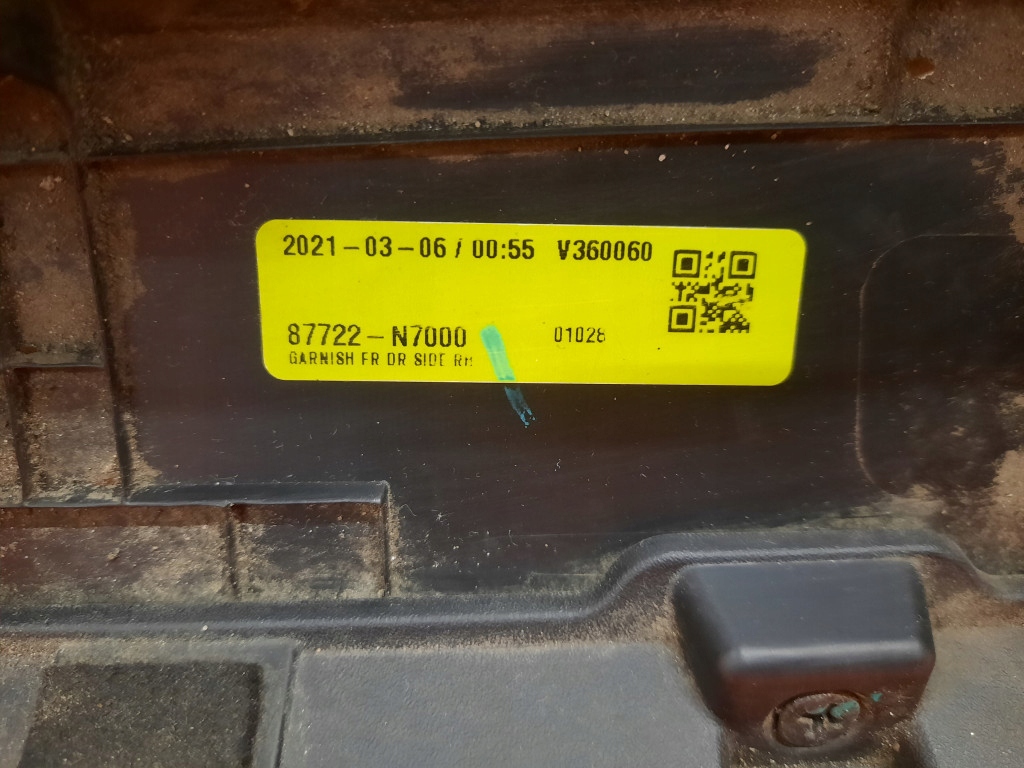 2021-03-06 / 00:55 V360060
87722-N7000 01028
GARNISH FR DR SIDE RH